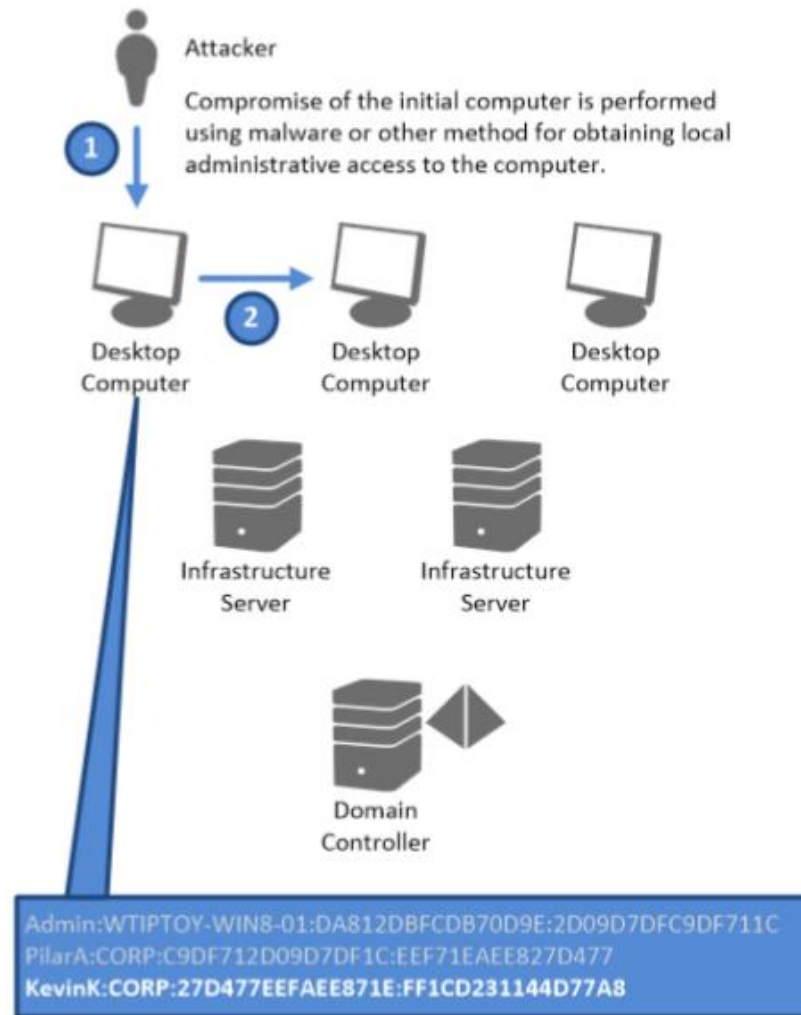 Attacker
Compromise of the initial computer is performed
using malware or other method for obtaining local
administrative access to the computer.
1
2
Desktop
Computer
Desktop
Computer
Desktop
Computer
Infrastructure
Server
Infrastructure
Server
Domain
Controller
Admin:WTIPTOY-WIN8-01:DA812DBFCDB70D9E:2D09D7DFC9DF711C
PilarA:CORP:C9DF712D09D7DF1C:EEF71EAEE827D477
KevinK:CORP:27D477EEFAEE871E:FF1CD231144D77A8